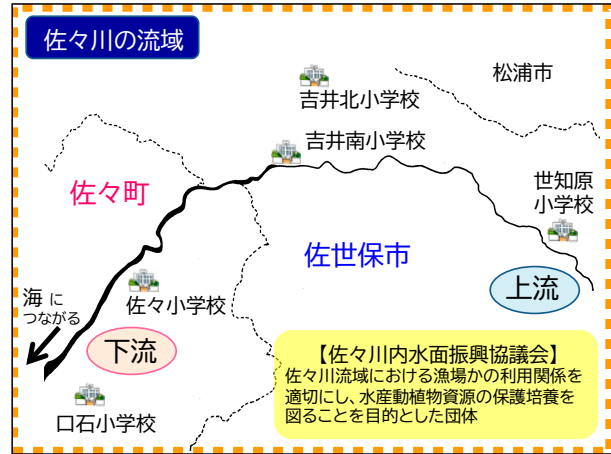 佐々川の流域
松浦市
吉井北小学校
吉井南小学校
世知原
小学校
佐々町
佐世保市
上流
海 に
つながる
佐々小学校
下流
口石小学校
【佐々川内水面振興協議会】
佐々川流域における漁場かの利用関係を
適切にし、水産動植物資源の保護培養を
図ることを目的とした団体